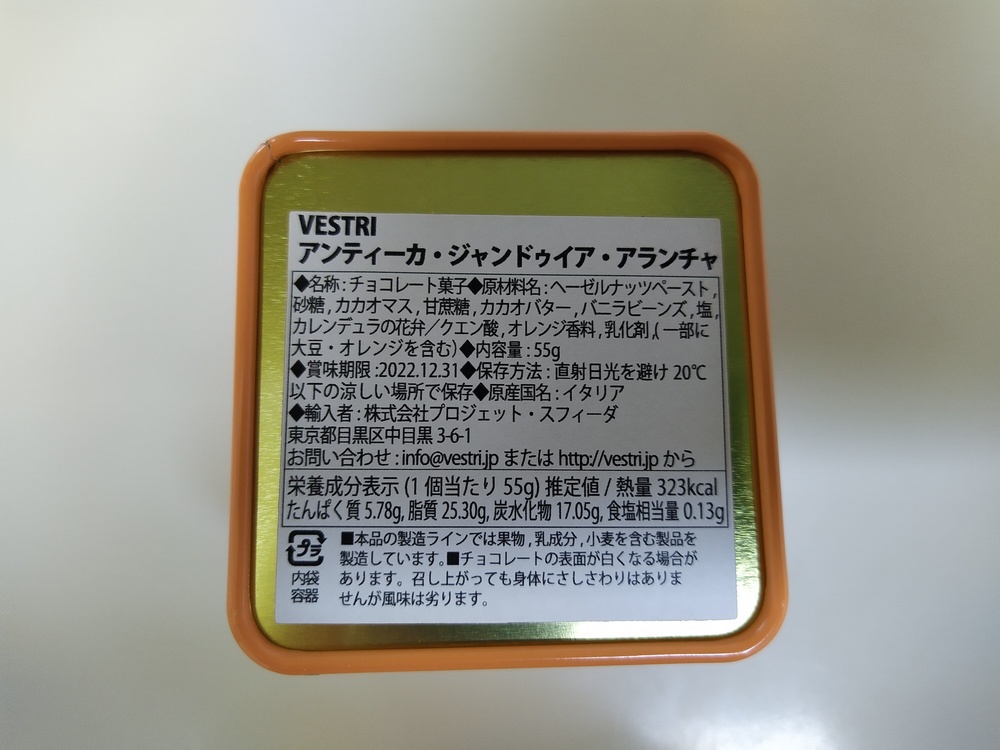 VESTRI
アンティーカ・ジャンドゥイア・アランチャ
◆名称:チョコレート菓子◆原材料名:ヘーゼルナッツペースト,
砂糖,カカオマス,甘蔗糖,カカオバター,バニラビーンズ,塩,
カレンデュラの花弁／クエン酸,オレンジ香料,乳化剤,(一部に
大豆・オレンジを含む)◆内容量:55g
◆賞味期限:2022.12.31◆保存方法:直射日光を避け 20℃
以下の涼しい場所で保存◆原産国名:イタリア
◆輸入者:株式会社プロジェット・スフィーダ
東京都目黒区中目黒 3-6-1
お問い合わせ:info@vestri.jp または http://vestri.jp から
栄養成分表示 (1個当たり 55g) 推定値 / 熱量 323kcal
たんぱく質 5.78g, 脂質 25.30g, 炭水化物 17.05g, 食塩相当量 0.13g
プラ
内袋
容器
■本品の製造ラインでは果物,乳成分,小麦を含む製品を
製造しています。■チョコレートの表面が白くなる場合が
あります。召し上がっても身体にさしさわりはありま
せんが風味は劣ります。